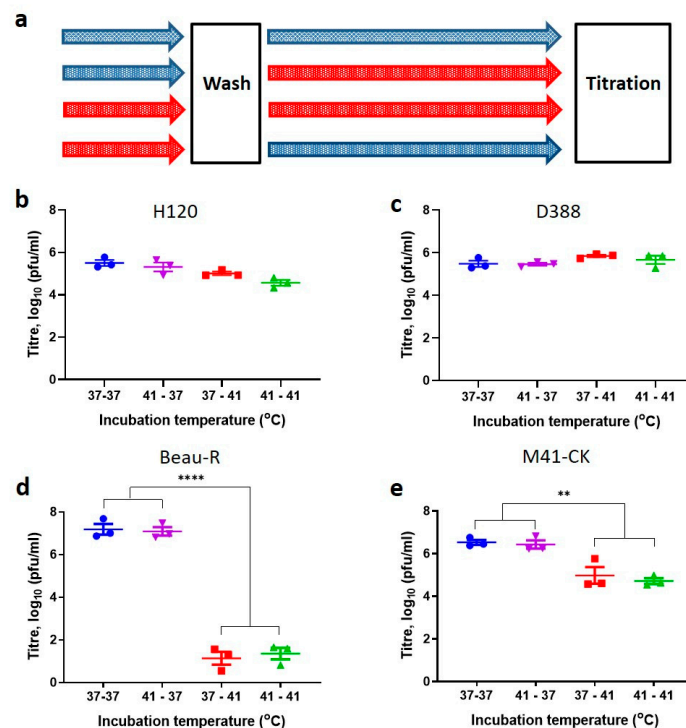 a
Wash
Titration
b
H120
Titre, log10 (pfu/ml)
8
6
4
2
0
37-37
41 - 37
37 - 41
41 - 41
Incubation temperature (oC)
c
D388
Titre, log10 (pfu/ml)
8
6
4
2
0
37-37
41 - 37
37 - 41
41 - 41
Incubation temperature (oC)
d
Beau-R
****
Titre, log10 (pfu/ml)
8
6
4
2
0
37-37
41 - 37
37 - 41
41 - 41
Incubation temperature (oC)
e
M41-CK
**
Titre, log10 (pfu/ml)
8
6
4
2
0
37-37
41 - 37
37 - 41
41 - 41
Incubation temperature (oC)